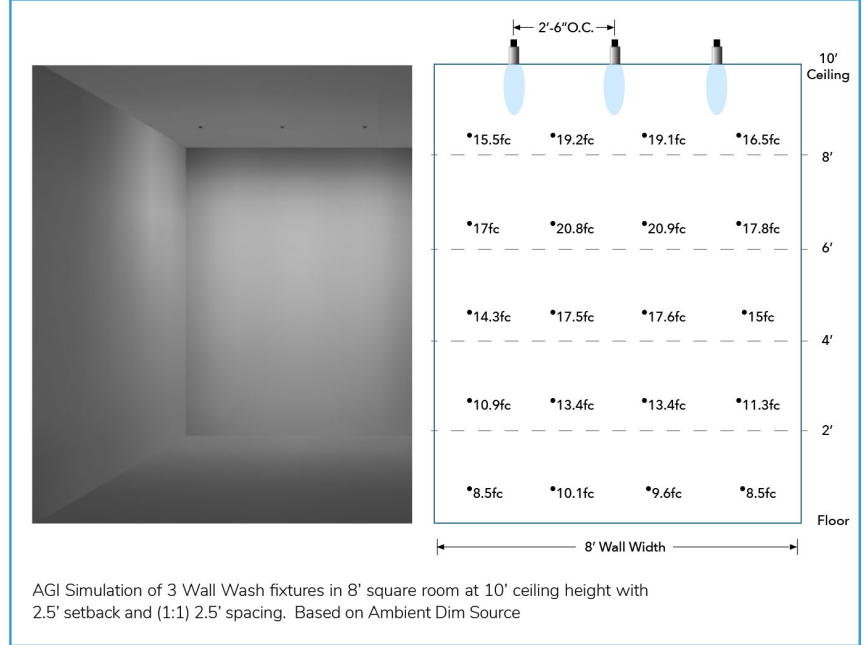 2'-6"O.C.
10'
Ceiling
15.5fc 19.2fc 19.1fc 16.5fc
8'
17fc 20.8fc 20.9fc 17.8fc
6'
14.3fc 17.5fc 17.6fc 15fc
4'
10.9fc 13.4fc 13.4fc 11.3fc
2'
8.5fc 10.1fc 9.6fc 8.5fc
Floor
8' Wall Width
AGI Simulation of 3 Wall Wash fixtures in 8' square room at 10' ceiling height with
2.5' setback and (1:1) 2.5' spacing. Based on Ambient Dim Source